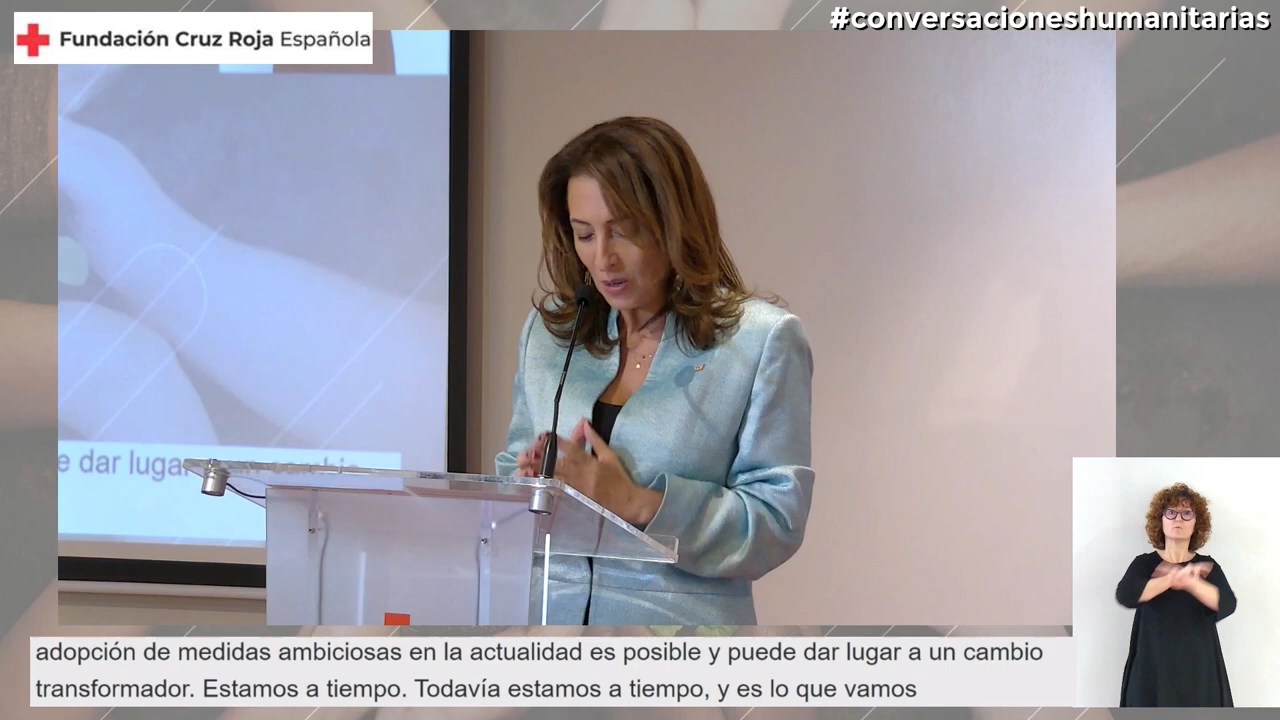 #conversacioneshumanitarias
Fundación Cruz Roja Española
e dar lugar
adopción de medidas ambiciosas en la actualidad es posible y puede dar lugar a un cambio
transformador. Estamos a tiempo. Todavía estamos a tiempo, y es lo que vamos